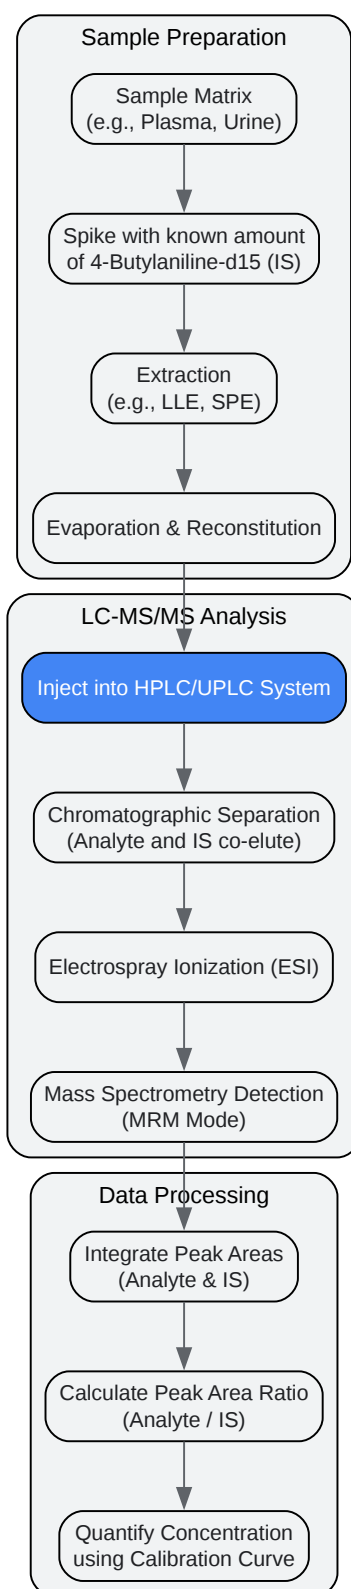 Sample Preparation
Sample Matrix
(e.g., Plasma, Urine)
Spike with known amount
of 4-Butylaniline-d15 (IS)
Extraction
(e.g., LLE, SPE)
Evaporation & Reconstitution
LC-MS/MS Analysis
Inject into HPLC/UPLC System
Chromatographic Separation
(Analyte and IS co-elute)
Electrospray Ionization (ESI)
Mass Spectrometry Detection
(MRM Mode)
Data Processing
Integrate Peak Areas
(Analyte & IS)
Calculate Peak Area Ratio
(Analyte / IS)
Quantify Concentration
using Calibration Curve